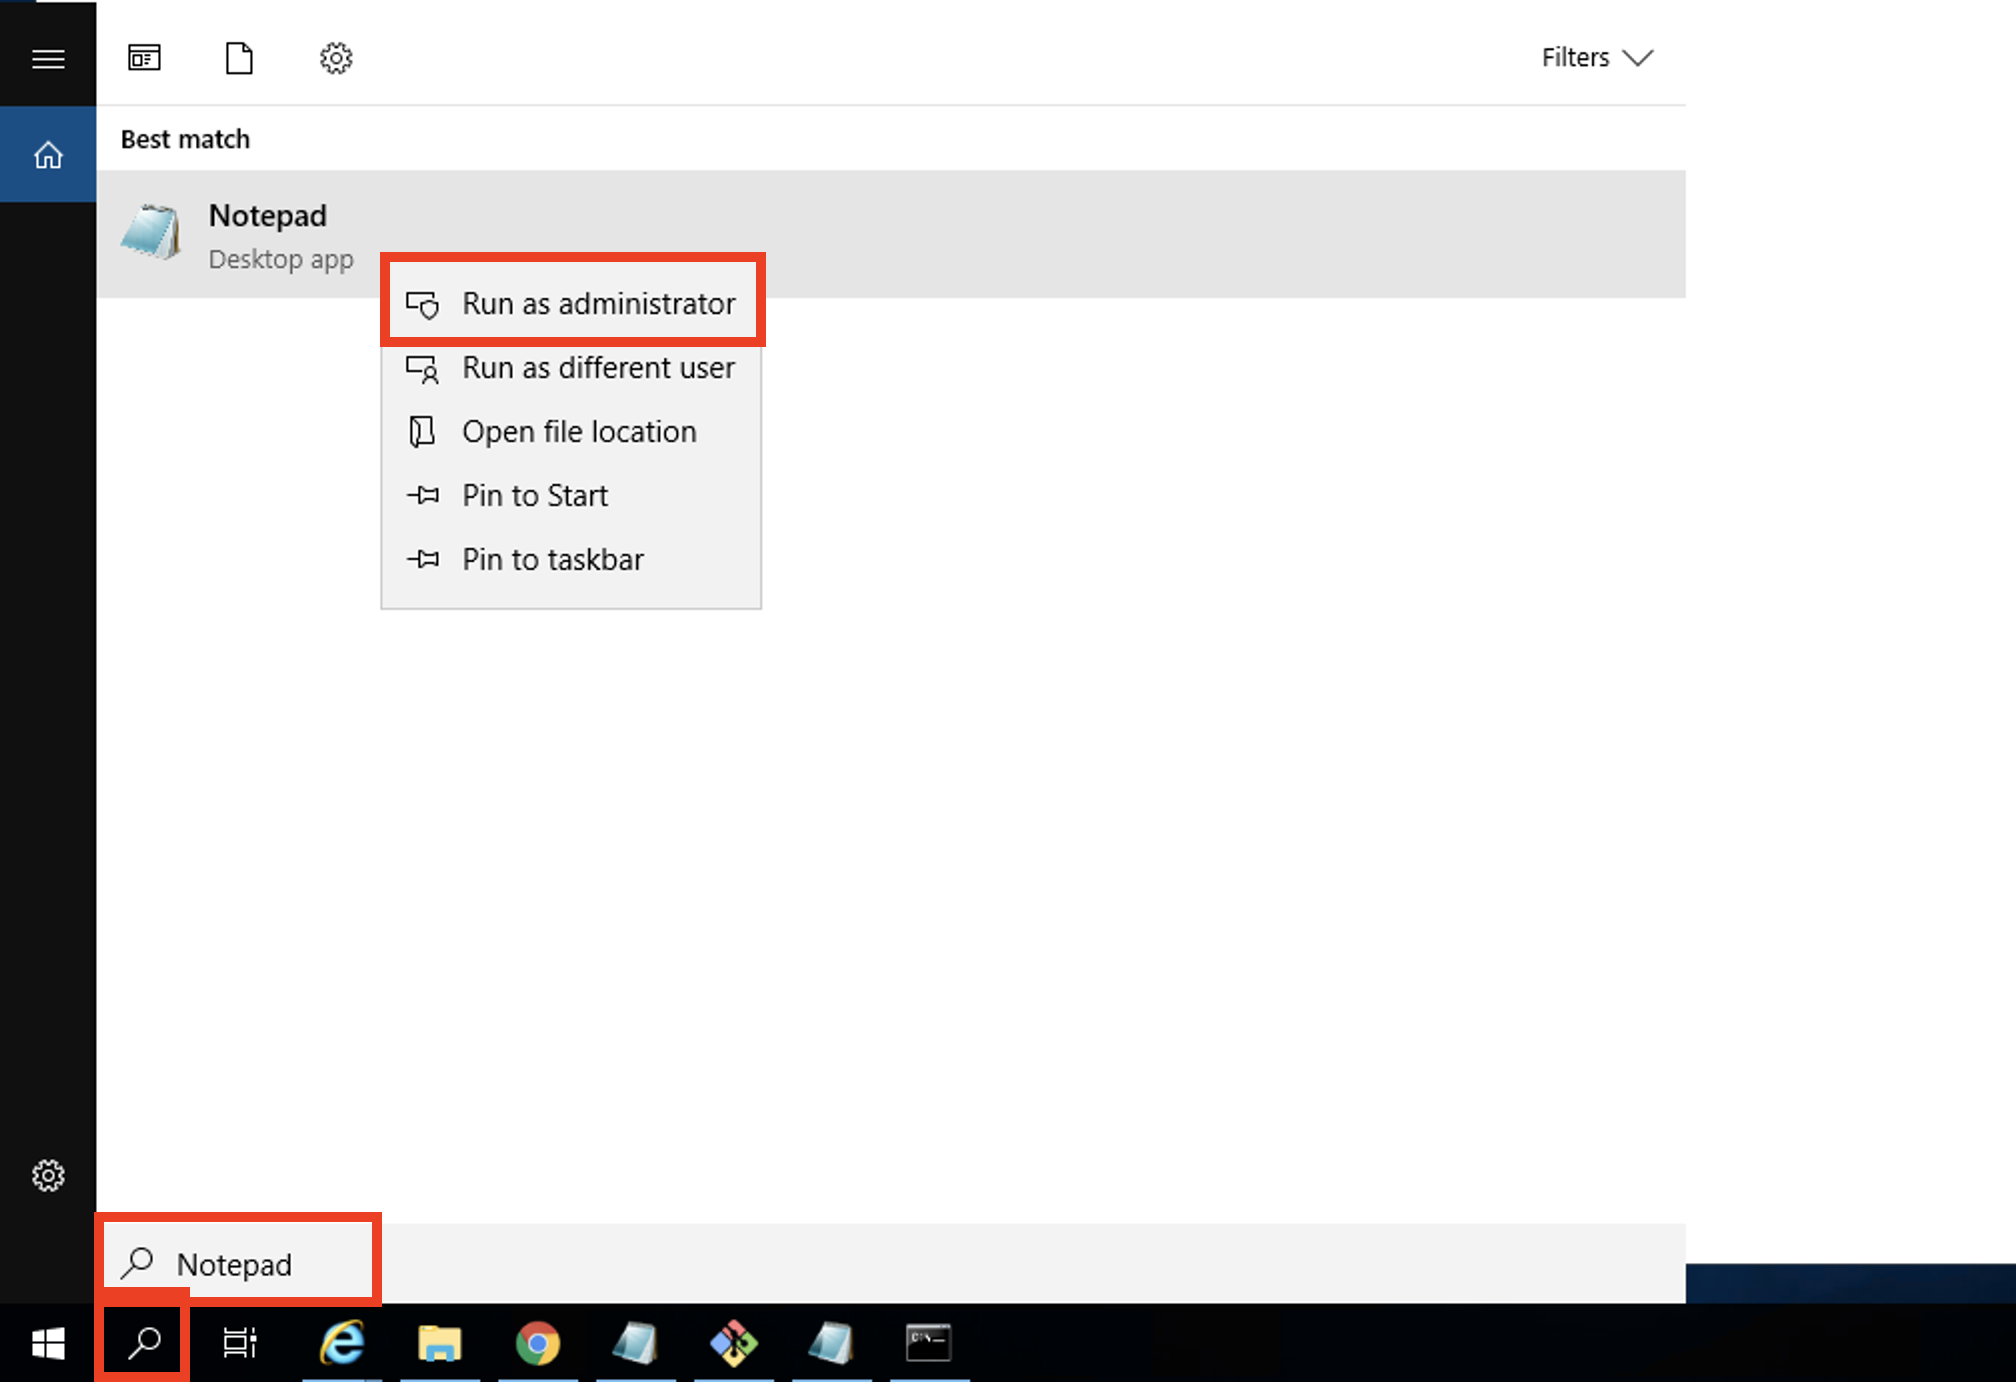 Filters
Best match
Notepad
Desktop app
Run as administrator
Run as different user
Open file location
Pin to Start
Pin to taskbar
Notepad